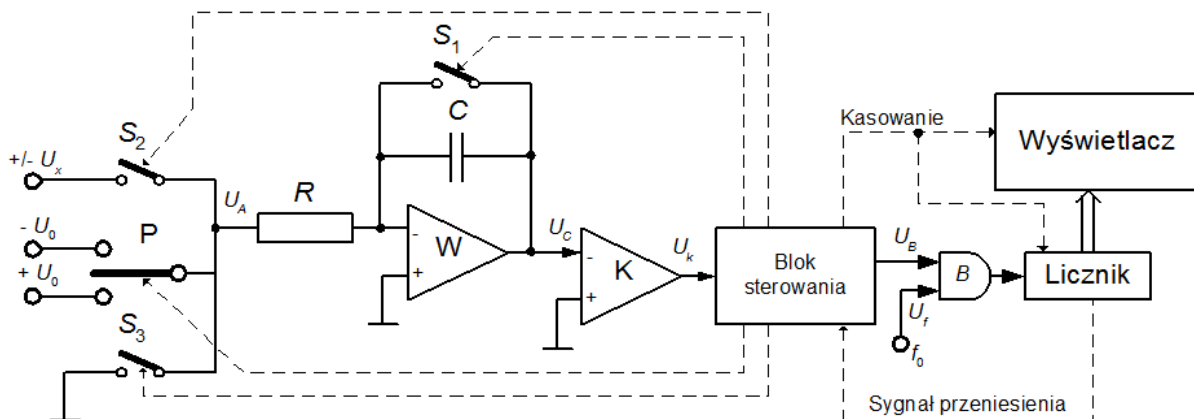 S1
Kasowanie
Wyświetlacz
S2
C
+/- Ux
UA
R
- U0
P
+ U0
-
W
+
UC
-
K
+
Uk
Blok
sterowania
UB
B
Licznik
Uf
f0
S3
Sygnał przeniesienia